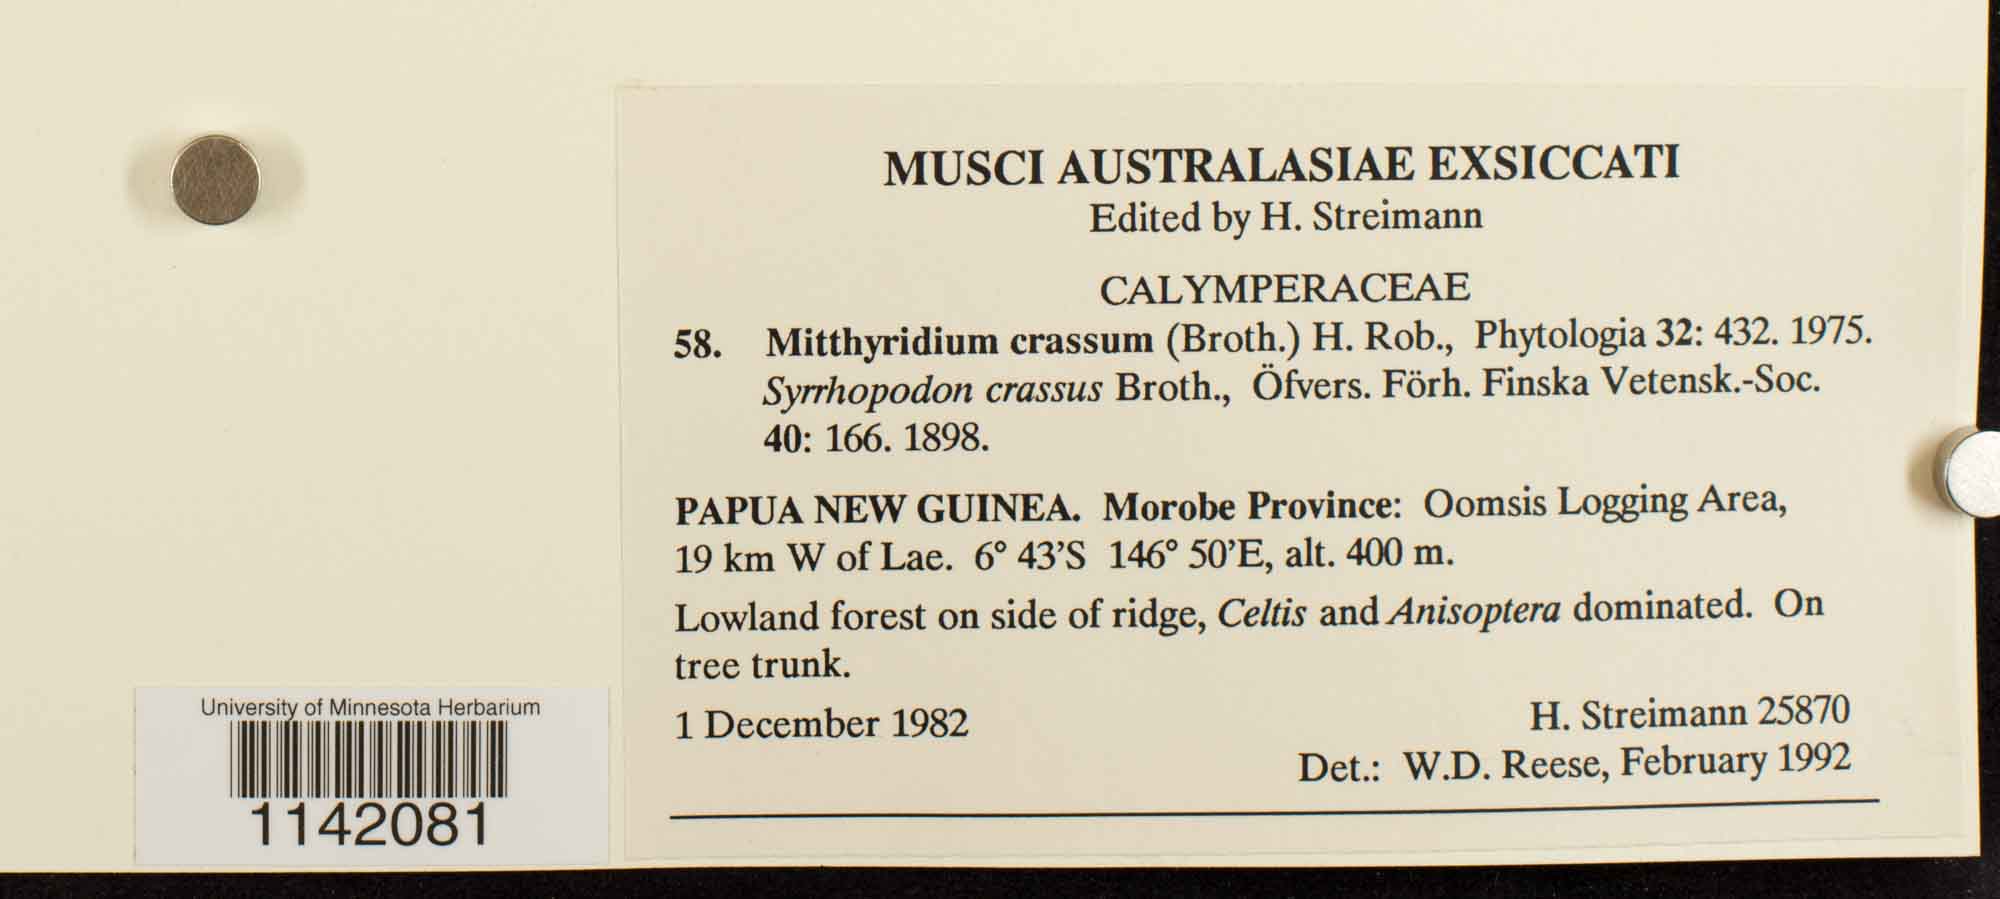 MUSCI AUSTRALASIAE EXSICCATI
Edited by H. Streimann
CALYMPERACEAE
58. Mitthyridium crassum (Broth.) H. Rob., Phytologia 32: 432. 1975.
Syrrhopodon crassus Broth., Öfvers. Förh. Finska Vetensk.-Soc.
40: 166. 1898.
PAPUA NEW GUINEA. Morobe Province: Oomsis Logging Area,
19 km W of Lae. 6° 43'S 146° 50'E, alt. 400 m.
Lowland forest on side of ridge, Celtis and Anisoptera dominated. On
tree trunk.
1 December 1982
H. Streimann 25870
Det.: W.D. Reese, February 1992
University of Minnesota Herbarium
1142081